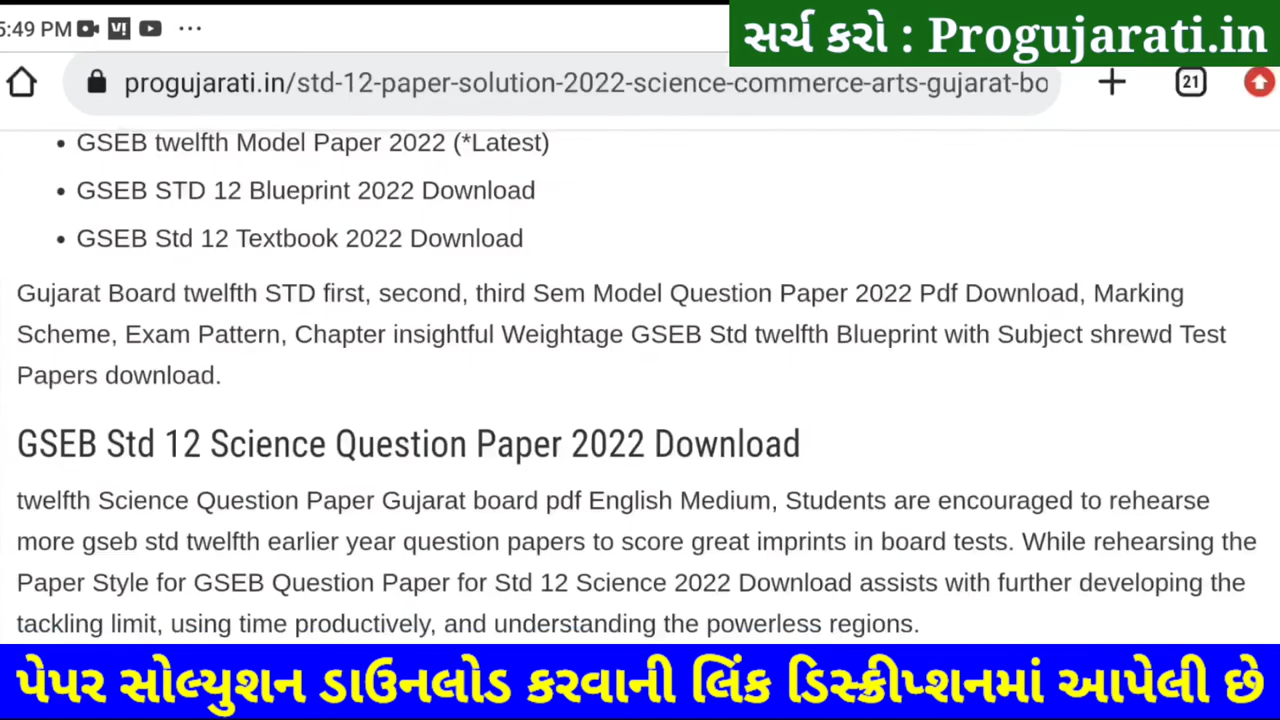 5:49 PM
સર્ચ કરો : Progujarati.in
progujarati.in/std-12-paper-solution-2022-science-commerce-arts-gujarat-bo
21
• GSEB twelfth Model Paper 2022 (*Latest)
• GSEB STD 12 Blueprint 2022 Download
• GSEB Std 12 Textbook 2022 Download
Gujarat Board twelfth STD first, second, third Sem Model Question Paper 2022 Pdf Download, Marking
Scheme, Exam Pattern, Chapter insightful Weightage GSEB Std twelfth Blueprint with Subject shrewd Test
Papers download.
GSEB Std 12 Science Question Paper 2022 Download
twelfth Science Question Paper Gujarat board pdf English Medium, Students are encouraged to rehearse
more gseb std twelfth earlier year question papers to score great imprints in board tests. While rehearsing the
Paper Style for GSEB Question Paper for Std 12 Science 2022 Download assists with further developing the
tackling limit, using time productively, and understanding the powerless regions.
પેપર સોલ્યુશન ડાઉનલોડ કરવાની લિંક ડિસ્ક્રીપ્શનમાં આપેલી છે